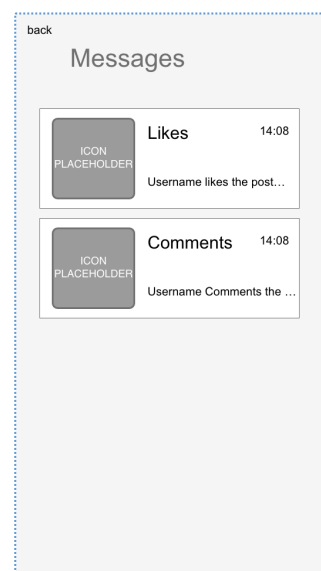 back
Messages
ICON
PLACEHOLDER
Likes
14:08
Username likes the post…
ICON
PLACEHOLDER
Comments
14:08
Username Comments the …